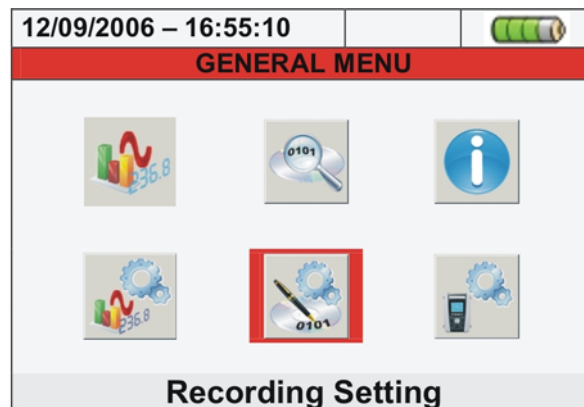 12/09/2006 – 16:55:10
GENERAL MENU
236.8
0101
236.8
0101
Recording Setting